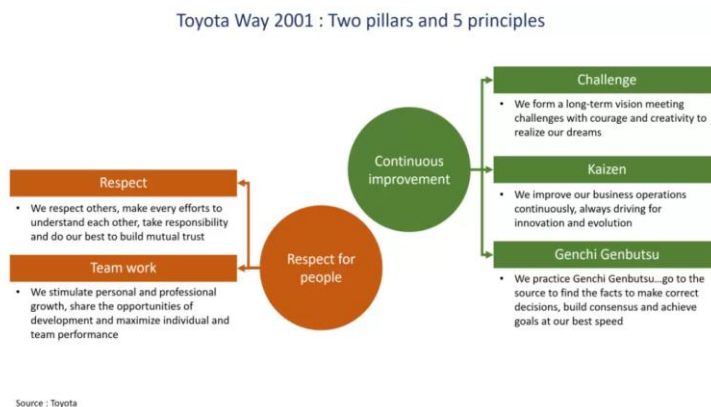 Toyota Way 2001 : Two pillars and 5 principles
Challenge
• We form a long-term vision meeting
challenges with courage and creativity to
realize our dreams
Continuous
improvement
Kaizen
• We improve our business operations
continuously, always driving for
innovation and evolution
Genchi Genbutsu
• We practice Genchi Genbutsu...go to the
source to find the facts to make correct
decisions, build consensus and achieve
goals at our best speed
Respect
• We respect others, make every efforts to
understand each other, take responsibility
and do our best to build mutual trust
Respect for
people
Team work
• We stimulate personal and professional
growth, share the opportunities of
development and maximize individual and
team performance
Source : Toyota